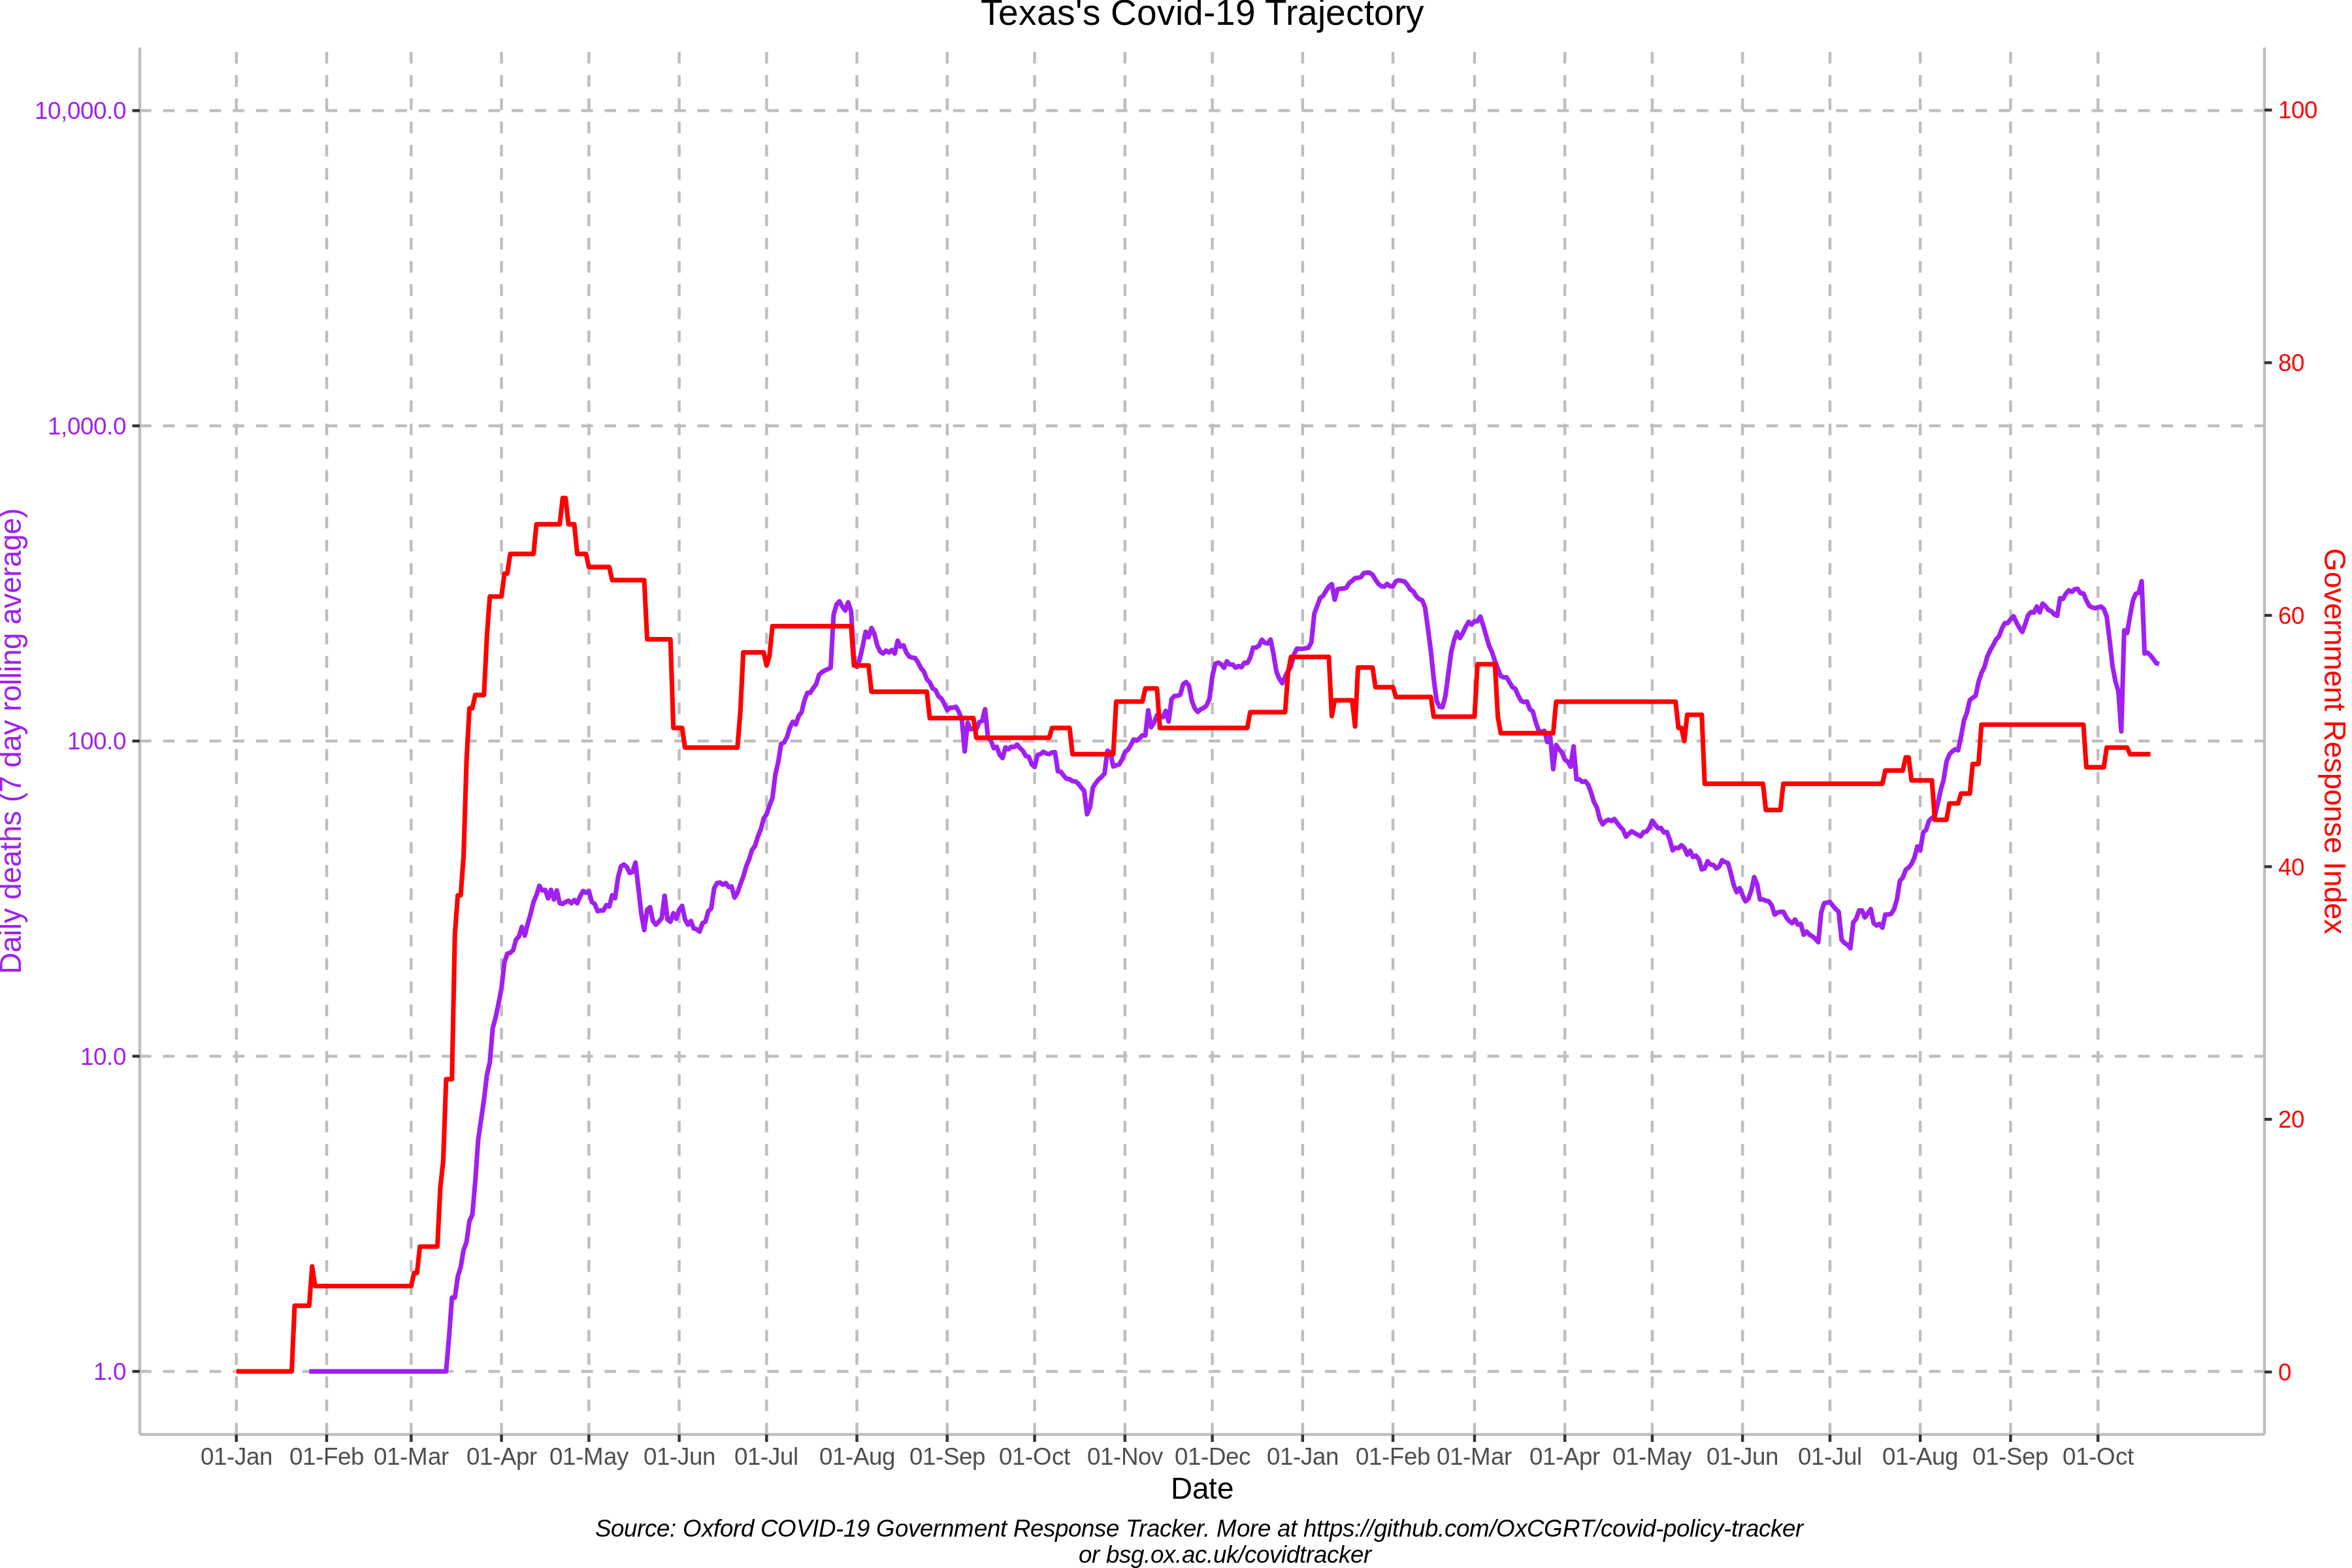 Texas's Covid-19 Trajectory
10,000.0
1,000.0
100.0
10.0
1.0
Daily deaths (7 day rolling average)
100
80
60
40
20
0
Government Response Index
01-Jan 01-Feb 01-Mar 01-Apr 01-May 01-Jun 01-Jul 01-Aug 01-Sep 01-Oct 01-Nov 01-Dec 01-Jan 01-Feb 01-Mar 01-Apr 01-May 01-Jun 01-Jul 01-Aug 01-Sep 01-Oct
Date
Source: Oxford COVID-19 Government Response Tracker. More at https://github.com/OxCGRT/covid-policy-tracker
or bsg.ox.ac.uk/covidtracker